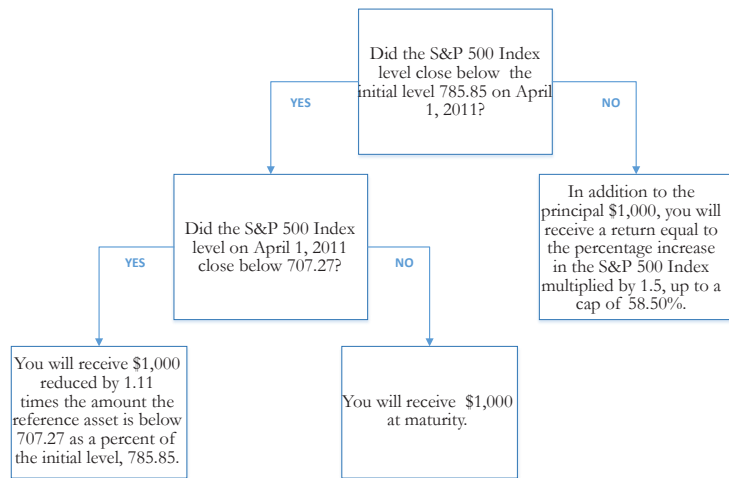 Did the S&P 500 Index
level close below the
initial level 785.85 on April
1, 2011?
YES
NO
Did the S&P 500 Index
level on April 1, 2011
close below 707.27?
In addition to the
principal $1,000, you will
receive a return equal to
the percentage increase
in the S&P 500 Index
multiplied by 1.5, up to a
cap of 58.50%.
YES
NO
You will receive $1,000
reduced by 1.11
times the amount the
reference asset is below
707.27 as a percent of
the initial level, 785.85.
You will receive $1,000
at maturity.